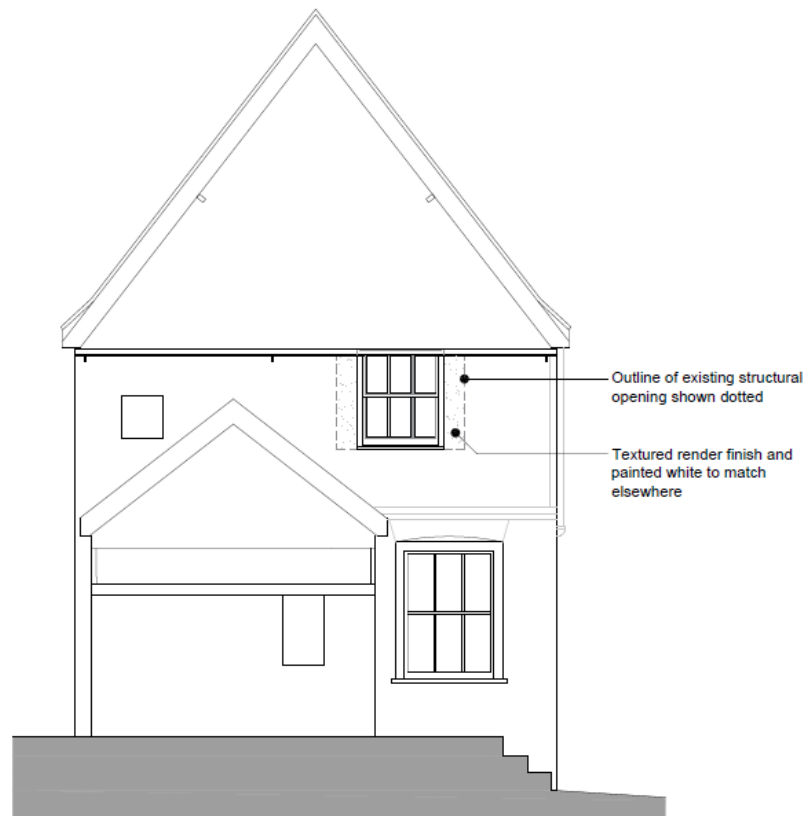 Outline of existing structural
opening shown dotted
Textured render finish and
painted white to match
elsewhere